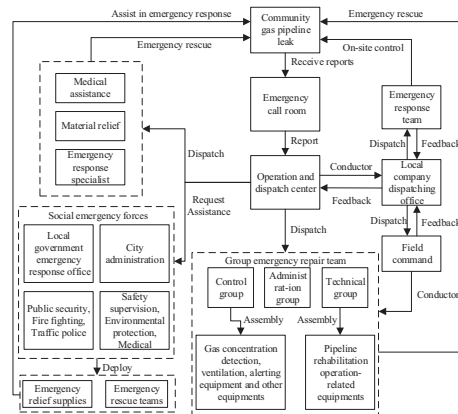 Assist in emergency response
Community
gas pipeline
leak
Emergency rescue
Emergency rescue
On-site control
Receive reports
Medical
assistance
Material relief
Emergency
response
specialist
Emergency
call room
Emergency
response
team
Report
Dispatch
Dispatch
Feedback
Operation and
dispatch center
Conductor
Feedback
Local
company
dispatching
office
Request
Assistance
Dispatch
Dispatch
Feedback
Field
command
Conductor
Social emergency forces
Local
government
emergency
response office
City
administration
Public security,
Fire fighting,
Traffic police
Safety
supervision,
Environmental
protection,
Medical
Deploy
Emergency
relief supplies
Emergency
rescue teams
Group emergency repair team
Control
group
Administ
rat-ion
group
Technical
group
Assembly
Assembly
Gas concentration
detection,
ventilation, alerting
equipment and other
equipments
Pipeline
rehabilitation
operation-
related
equipments